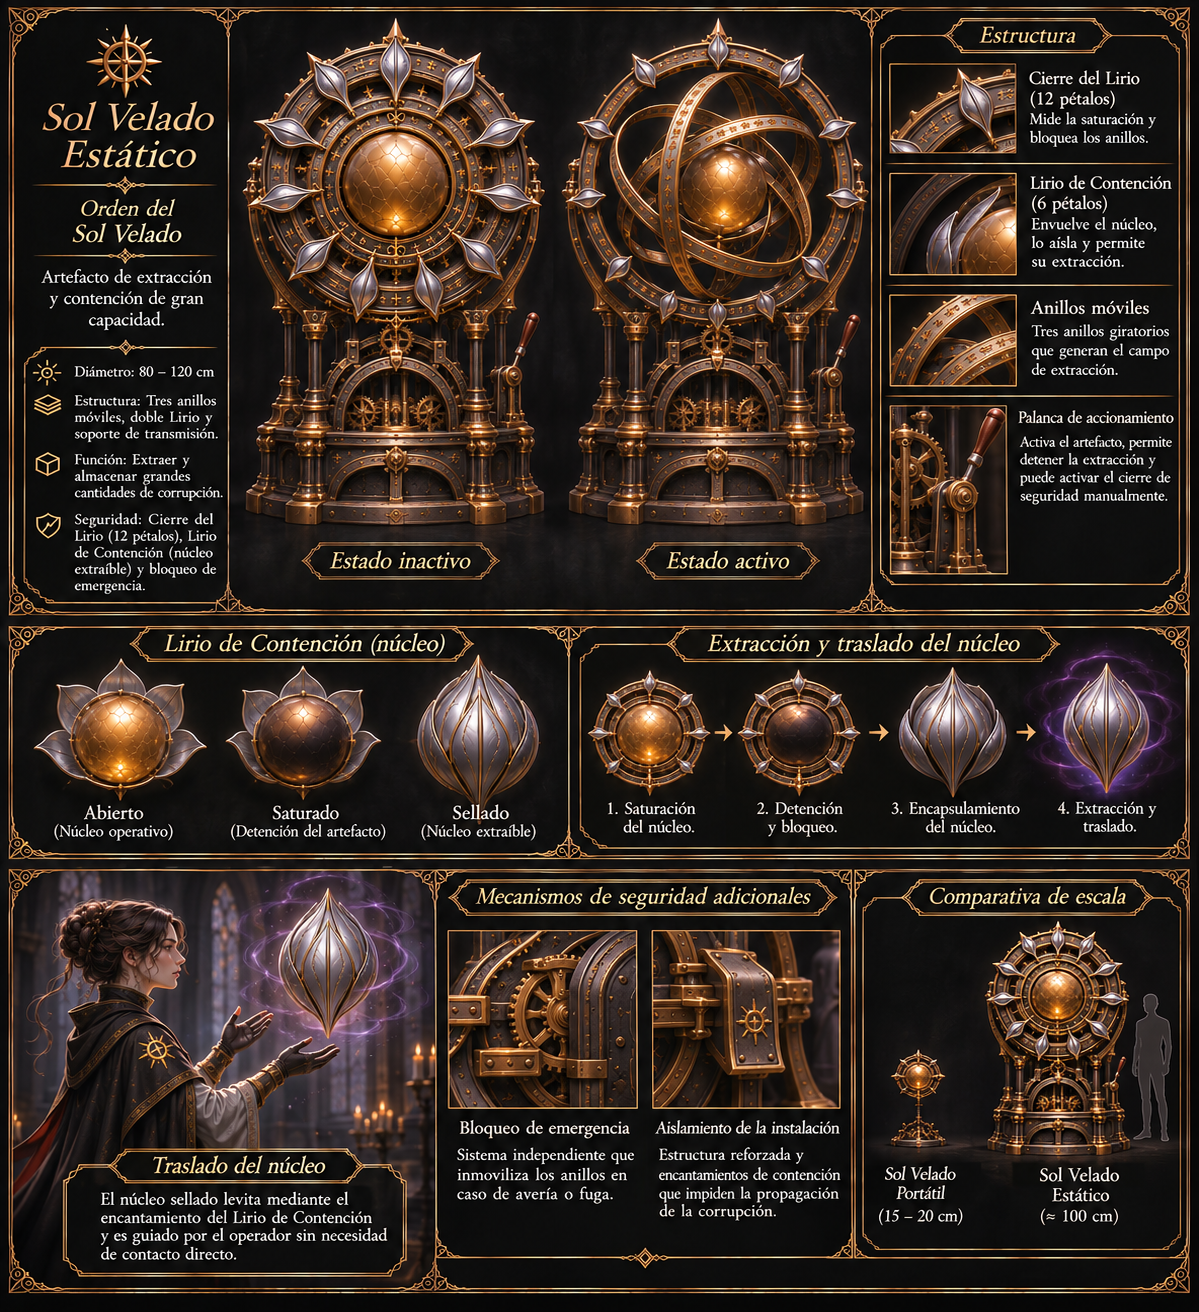 Sol Velado
Estático
Orden del
Sol Velado
Artefacto de extracción
y contención de gran
capacidad.
Diámetro: 80 – 120 cm
Estructura: Tres anillos
móviles, doble Lirio y
soporte de transmisión.
Función: Extraer y
almacenar grandes
cantidades de corrupción.
Seguridad: Cierre del
Lirio (12 pétalos), Lirio
de Contención (núcleo
extraíble) y bloqueo de
emergencia.
Estado inactivo
Estado activo
Estructura
Cierre del Lirio
(12 pétalos)
Mide la saturación y
bloquea los anillos.
Lirio de Contención
(6 pétalos)
Envuelve el núcleo,
lo aísla y permite
su extracción.
Anillos móviles
Tres anillos giratorios
que generan el campo
de extracción.
Palanca de accionamiento
Activa el artefacto, permite
detener la extracción y
puede activar el cierre de
seguridad manualmente.
Lirio de Contención (núcleo)
Abierto
(Núcleo operativo)
Saturado
(Detención del artefacto)
Sellado
(Núcleo extraíble)
Extracción y traslado del núcleo
1. Saturación
del núcleo.
2. Detención
y bloqueo.
3. Encapsulamiento
del núcleo.
4. Extracción y
traslado.
Traslado del núcleo
El núcleo sellado levita mediante el
encantamiento del Lirio de Contención
y es guiado por el operador sin necesidad
de contacto directo.
Mecanismos de seguridad adicionales
Bloqueo de emergencia
Sistema independiente que
inmoviliza los anillos en
caso de avería o fuga.
Aislamiento de la instalación
Estructura reforzada y
encantamientos de contención
que impiden la propagación
de la corrupción.
Comparativa de escala
Sol Velado
Portátil
(15 – 20 cm)
Sol Velado
Estático
(≈ 100 cm)